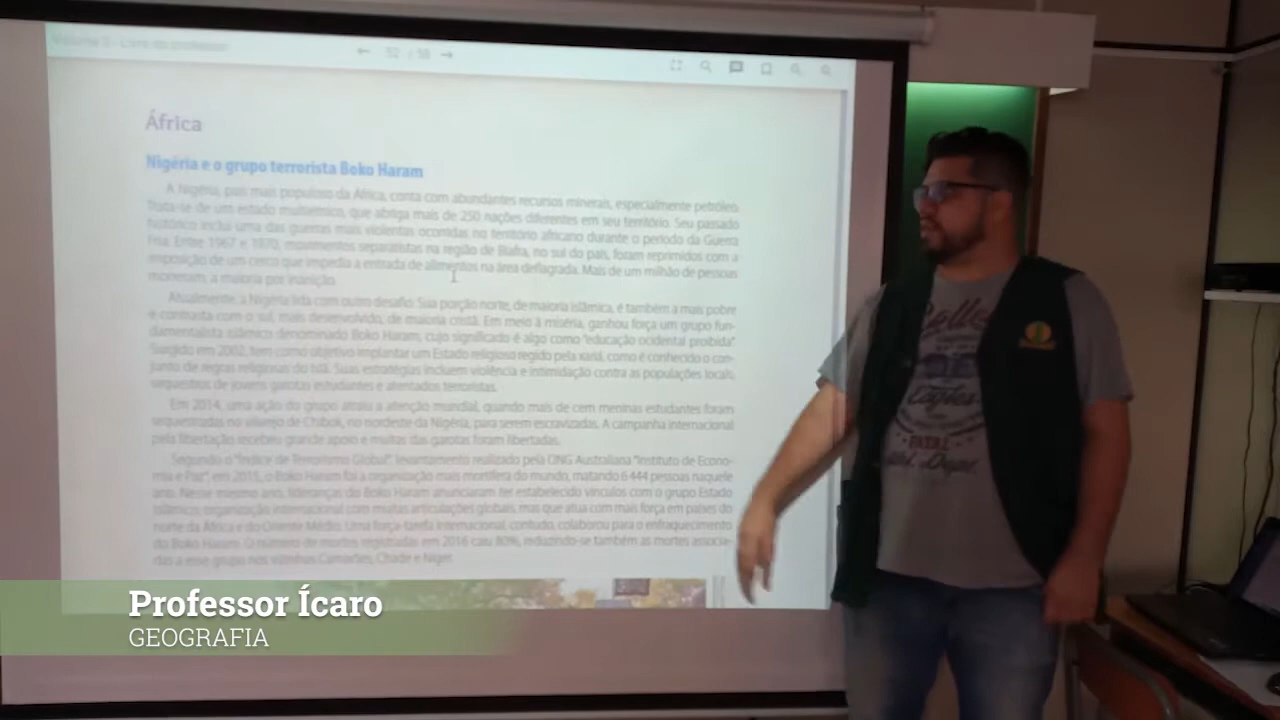 Volume 3 - Livro do professor
← 52 / 98 →
África
Nigéria e o grupo terrorista Boko Haram
A Nigéria, país mais populoso da África, conta com abundantes recursos minerais, especialmente petróleo.
Trata-se de um estado multiétnico, que abriga mais de 250 nações diferentes em seu território. Seu passado
histórico inclui uma das guerras mais violentas ocorridas no território africano durante o período da Guerra
Fria. Entre 1967 e 1970, movimentos separatistas na região de Biafra, no sul do país, foram reprimidos com a
imposição de um cerco que impedia a entrada de alimentos na área deflagrada. Mais de um milhão de pessoas
morreram, a maioria por inanição.
Atualmente, a Nigéria lida com outro desafio. Sua porção norte, de maioria islâmica, é também a mais pobre
e contrasta com o sul, mais desenvolvido, de maioria cristã. Em meio à miséria, ganhou força um grupo fun-
damentalista islâmico denominado Boko Haram, cujo significado é algo como "educação ocidental proibida"
Surgido em 2002, tem como objetivo implantar um Estado religioso regido pela xariá, como é conhecido o con-
junto de regras religiosas do Islã. Suas estratégias incluem violência e intimidação contra as populações locais,
sequestros de jovens garotas estudantes e atentados terroristas.
Em 2014, uma ação do grupo atraiu a atenção mundial, quando mais de cem meninas estudantes foram
sequestradas no vilarejo de Chibok, no nordeste da Nigéria, para serem escravizadas. A campanha internacional
pela libertação recebeu grande apoio e muitas das garotas foram libertadas.
Segundo o "Índice de Terrorismo Global", levantamento realizado pela ONG Australiana "Instituto de Econo-
mia e Paz", em 2015, o Boko Haram foi a organização mais mortífera do mundo, matando 6 444 pessoas naquele
ano. Nesse mesmo ano, lideranças do Boko Haram anunciaram ter estabelecido vínculos com o grupo Estado
Islâmico, organização internacional com muitas articulações globais, mas que atua com mais força em países do
norte da África e do Oriente Médio. Uma força-tarefa internacional, contudo, colaborou para o enfraquecimento
do Boko Haram. O número de mortes registradas em 2016 caiu 80%, reduzindo-se também as mortes associa-
das a esse grupo nos vizinhos Camarões, Chade e Níger.
Professor Ícaro
GEOGRAFIA